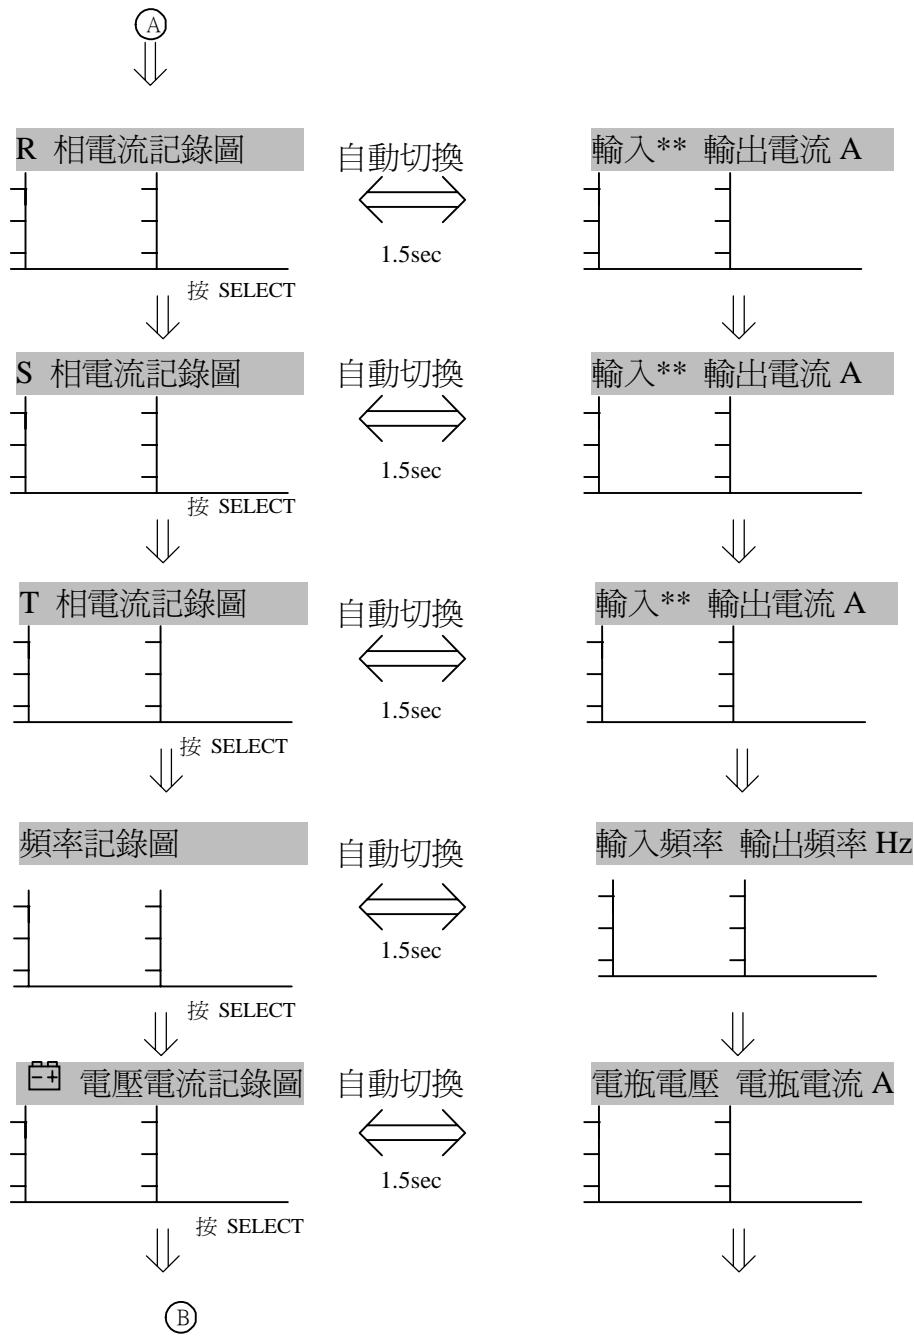 A
R 相電流記錄圖
自動切換
輸入** 輸出電流 A
1.5sec
按 SELECT
S 相電流記錄圖
自動切換
輸入** 輸出電流 A
1.5sec
按 SELECT
T 相電流記錄圖
自動切換
輸入** 輸出電流 A
1.5sec
按 SELECT
頻率記錄圖
自動切換
輸入頻率 輸出頻率 Hz
1.5sec
按 SELECT
電壓電流記錄圖
自動切換
電瓶電壓 電瓶電流 A
1.5sec
按 SELECT
B